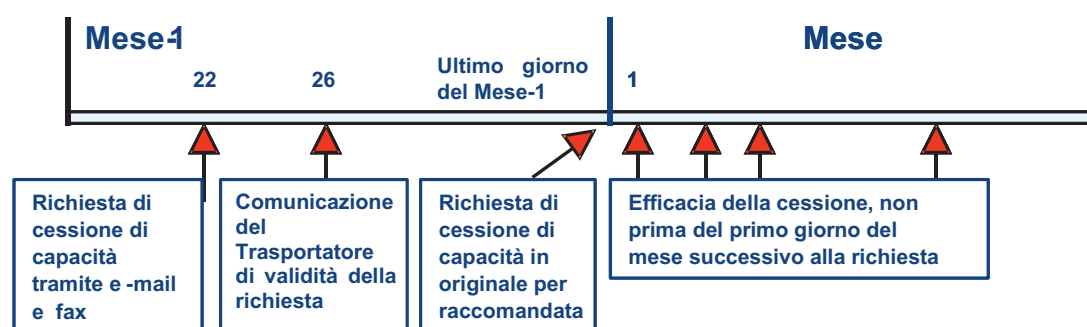 Mese-1
Mese
22
26
Ultimo giorno
del Mese-1
1
Richiesta di
cessione di
capacità
tramite e -mail
e fax
Comunicazione
del
Trasportatore
di validità della
richiesta
Richiesta di
cessione di
capacità in
originale per
raccomandata
Efficacia della cessione, non
prima del primo giorno del
mese successivo alla richiesta